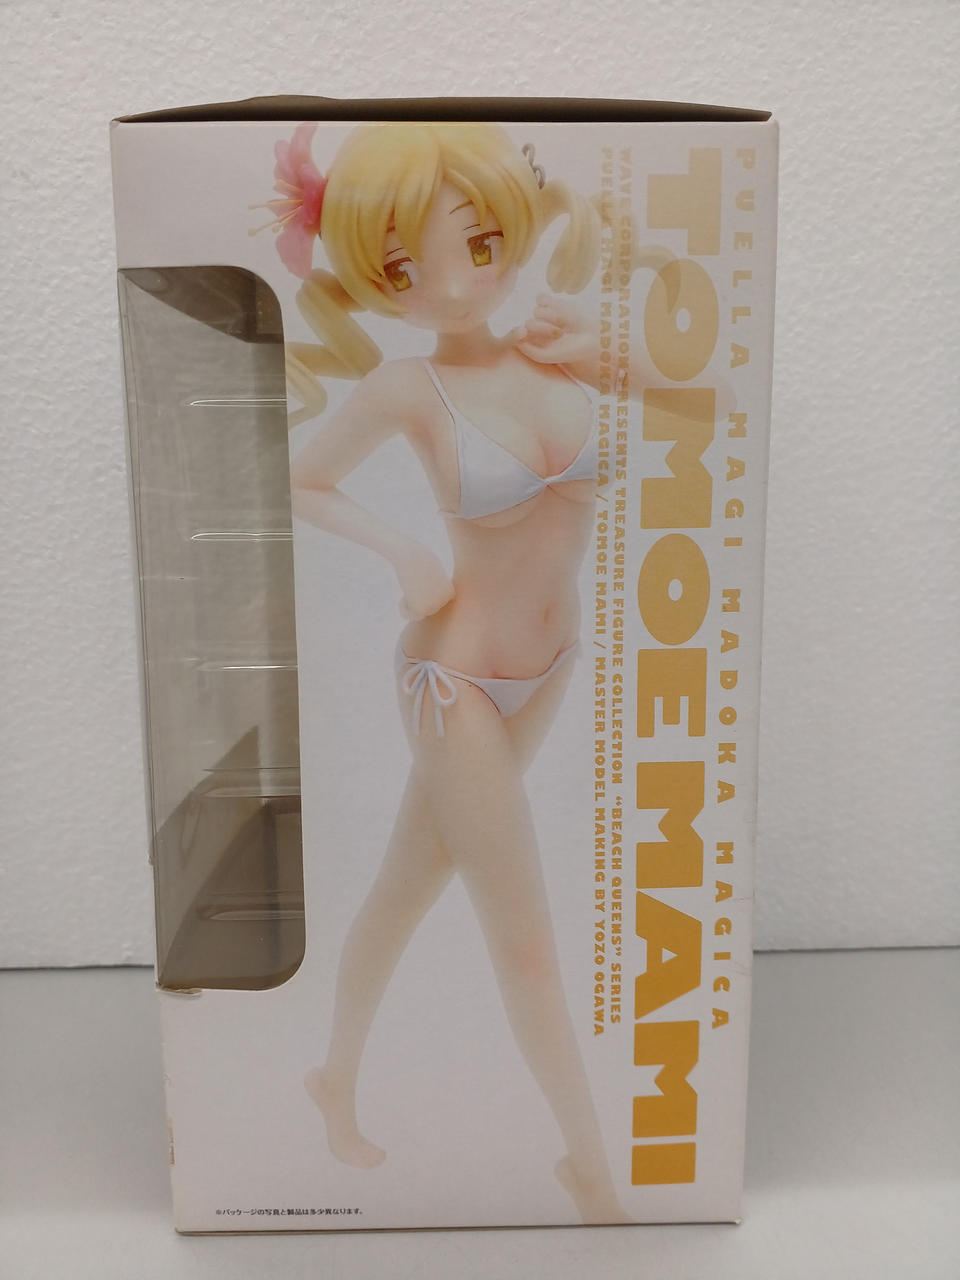 PUELLA MAGI MADOKA MAGICA
TOMOE MAMI
WAVE CORPORATION PRESENTS TREASURE FIGURE COLLECTION "BEACH QUEENS" SERIES
PUELLA MAGI MADOKA MAGICA / TOMOE MAMI / MASTER MODEL MAKING BY YOZO OGAWA
※パッケージの写真と製品は多少異なります。